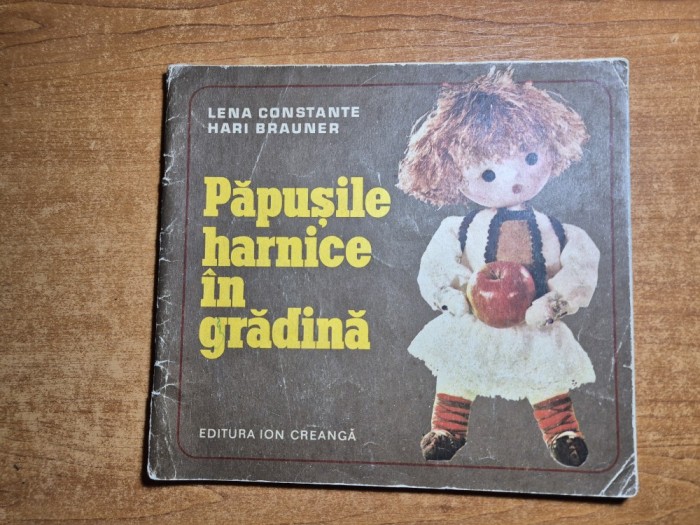 LENA CONSTANTE
HARI BRAUNER
Păpușile
harnice
în
grădină
EDITURA ION CREANGĂ